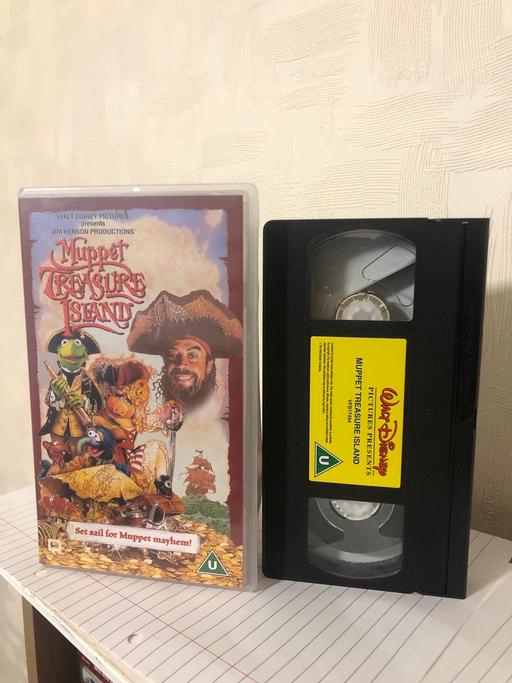 WALT DISNEY PICTURES
presents
JIM HENSON PRODUCTIONS'
Muppet
TREASURE
ISLAND
Set sail for Muppet mayhem!
U
Walt Disney
PICTURES PRESENTS
MUPPET TREASURE ISLAND
U